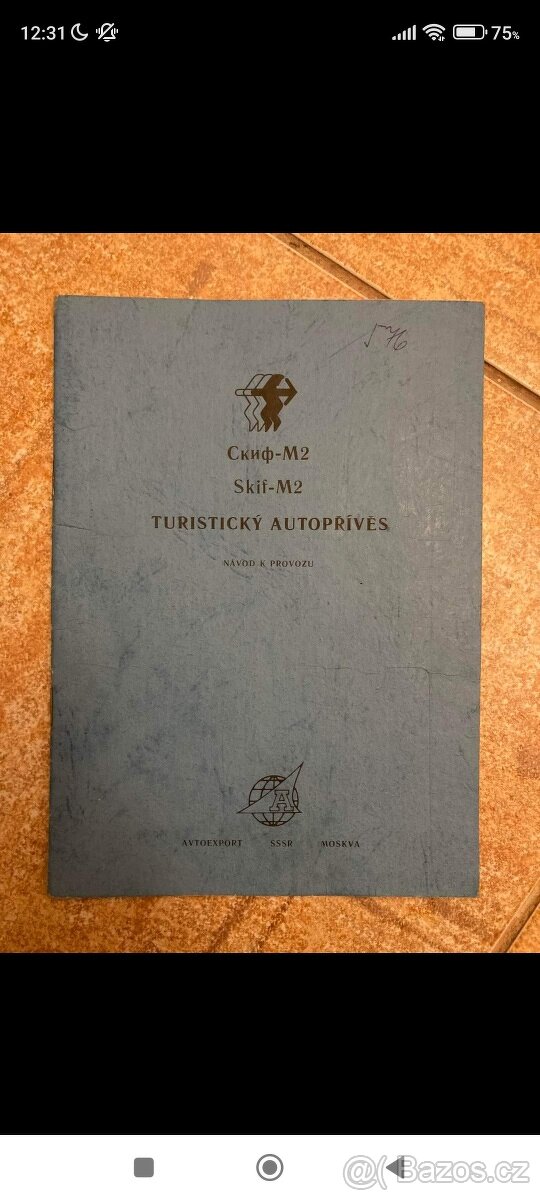 12:31
75%
Скиф-М2
Skif-M2
TURISTICKÝ AUTOPŘÍVĚS
NÁVOD K PROVOZU
A
AVTOEXPORT SSSR MOSKVA
Bazos.cz